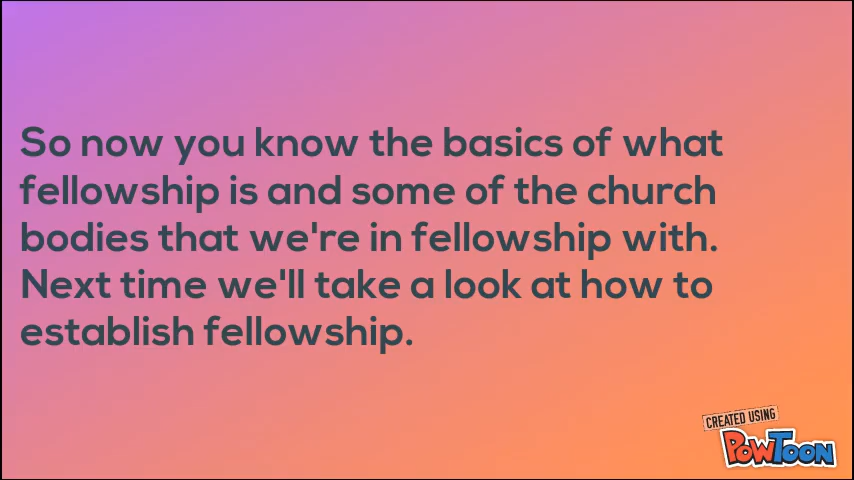 So now you know the basics of what
fellowship is and some of the church
bodies that we're in fellowship with.
Next time we'll take a look at how to
establish fellowship.
CREATED USING
POWTOON